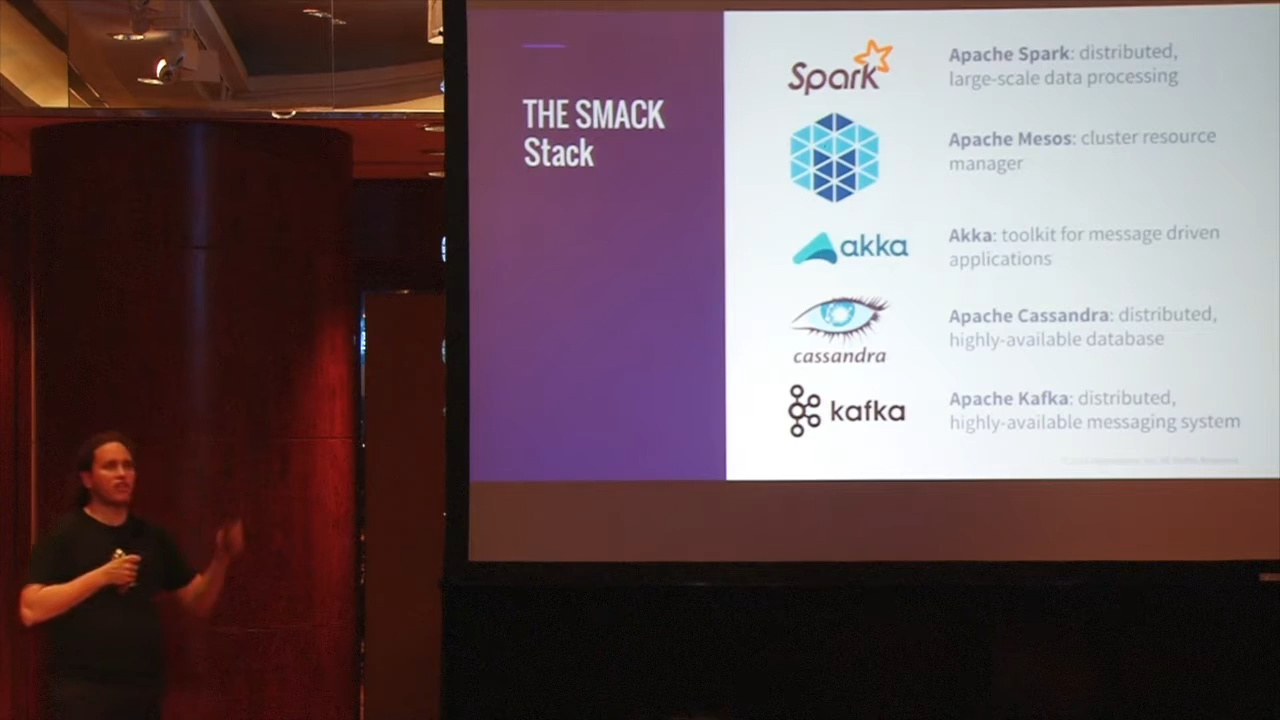 THE SMACK
Stack
Spark
Apache Spark: distributed,
large-scale data processing
Apache Mesos: cluster resource
manager
akka
Akka: toolkit for message driven
applications
cassandra
Apache Cassandra: distributed,
highly-available database
kafka
Apache Kafka: distributed,
highly-available messaging system